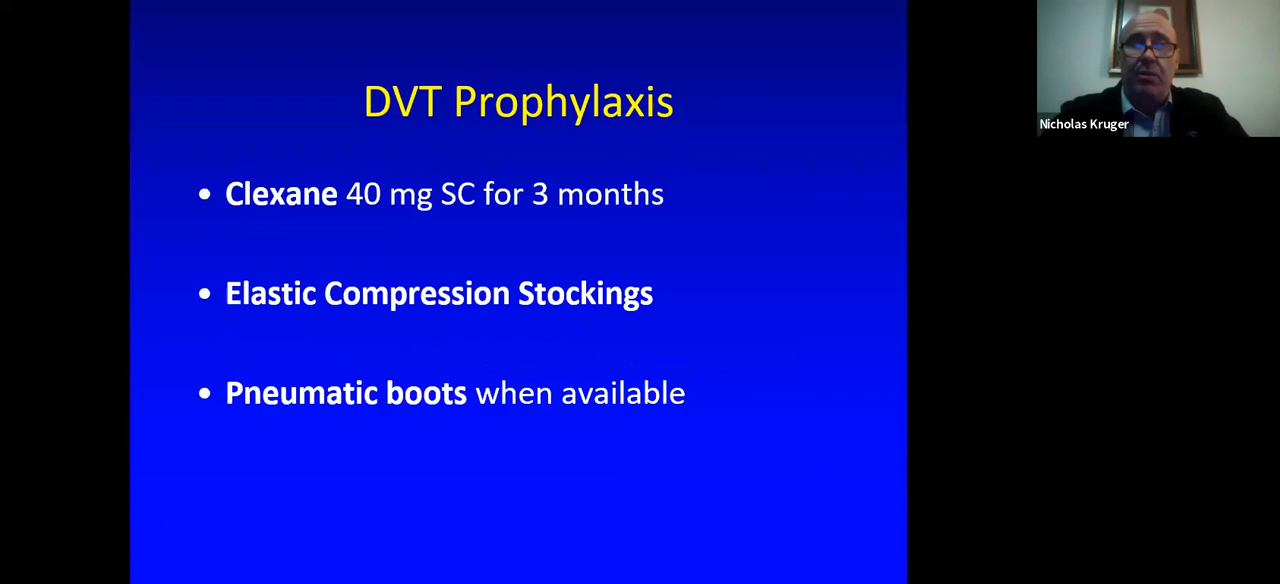 DVT Prophylaxis
• Clexane 40 mg SC for 3 months
• Elastic Compression Stockings
• Pneumatic boots when available
Nicholas Kruger